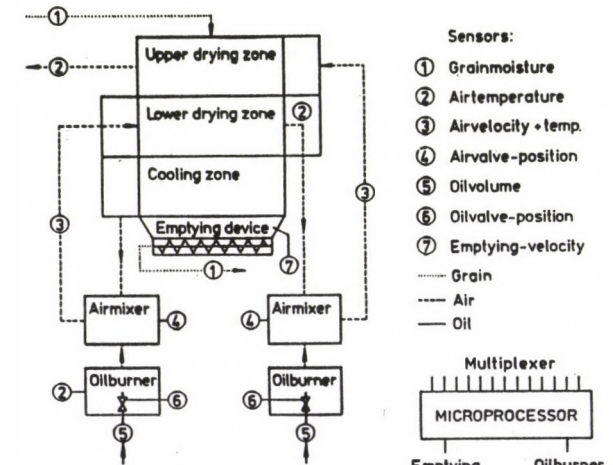 ①
②
Upper drying zone
Lower drying zone
②
Cooling zone
③
③
Emptying device
①
⑦
Airmixer
④
④
Airmixer
Oilburner
②
⑥
⑤
Oilburner
⑥
⑤
Sensors:
① Grainmoisture
② Airtemperature
③ Airvelocity + temp.
④ Airvalve-position
⑤ Oilvolume
⑥ Oilvalve-position
⑦ Emptying-velocity
Grain
Air
Oil
Multiplexer
MICROPROCESSOR
Emptying
Oilburner